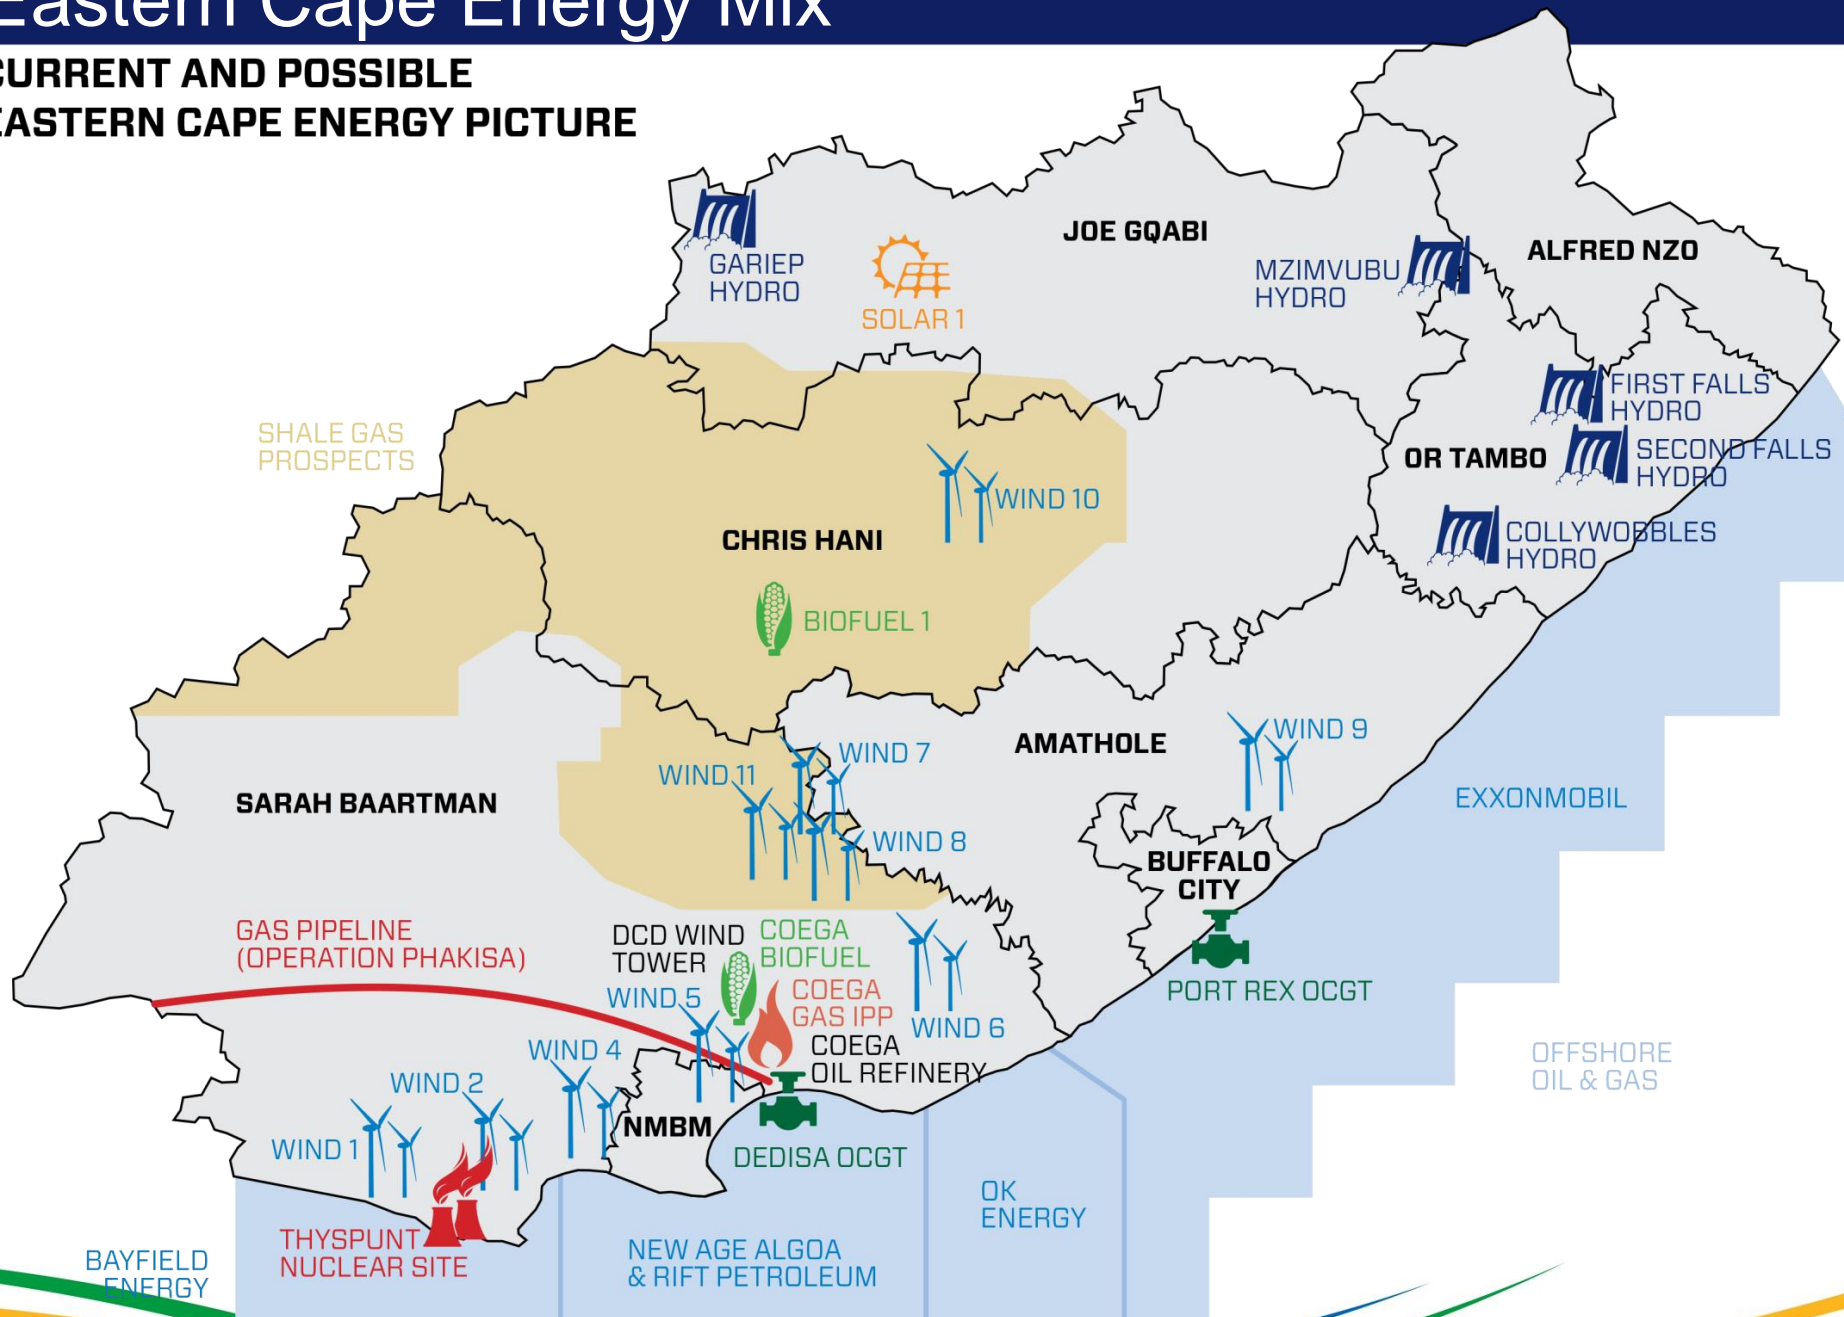 Eastern Cape Energy Mix
CURRENT AND POSSIBLE
EASTERN CAPE ENERGY PICTURE
JOE GQABI
ALFRED NZO
GARIEP
HYDRO
SOLAR 1
MZIMVUBU
HYDRO
FIRST FALLS
HYDRO
SHALE GAS
PROSPECTS
OR TAMBO
SECOND FALLS
HYDRO
WIND 10
CHRIS HANI
COLLYWOBBLES
HYDRO
BIOFUEL 1
WIND 9
AMATHOLE
WIND 7
WIND 11
SARAH BAARTMAN
EXXONMOBIL
WIND 8
BUFFALO
CITY
GAS PIPELINE
(OPERATION PHAKISA)
DCD WIND
TOWER
COEGA
BIOFUEL
WIND 5
COEGA
GAS IPP
PORT REX OCGT
WIND 6
COEGA
OIL REFINERY
WIND 4
OFFSHORE
OIL & GAS
WIND 2
NMBM
WIND 1
DEDISA OCGT
OK
ENERGY
THYSPUNT
NUCLEAR SITE
NEW AGE ALGOA
& RIFT PETROLEUM
BAYFIELD
ENERGY